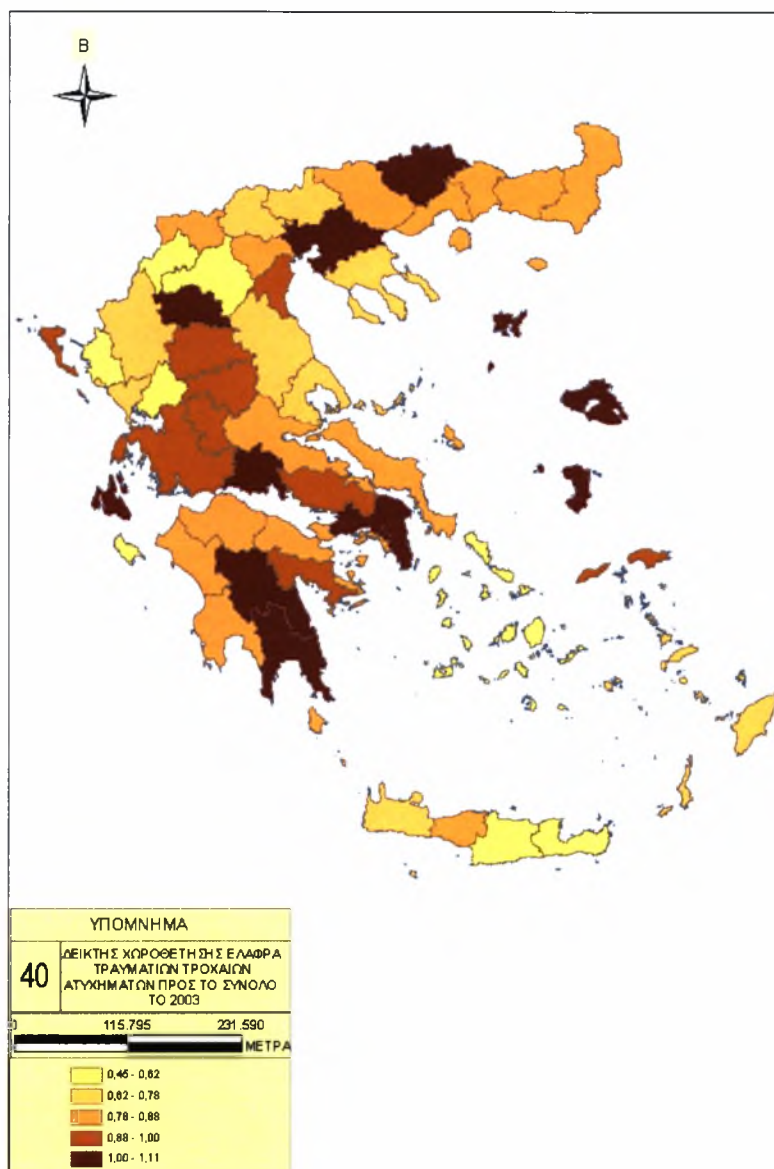 Β
ΥΠΟΜΝΗΜΑ
40
ΔΕΙΚΤΗΣ ΧΩΡΟΘΕΤΗΣΗΣ ΕΛΑΦΡΑ
ΤΡΑΥΜΑΤΙΩΝ ΤΡΟΧΑΙΩΝ
ΑΤΥΧΗΜΑΤΩΝ ΠΡΟΣ ΤΟ ΣΥΝΟΛΟ
ΤΟ 2003
0 115.795 231.590
ΜΕΤΡΑ
0,45 - 0,62
0,62 - 0,78
0,78 - 0,88
0,88 - 1,00
1,00 - 1,11